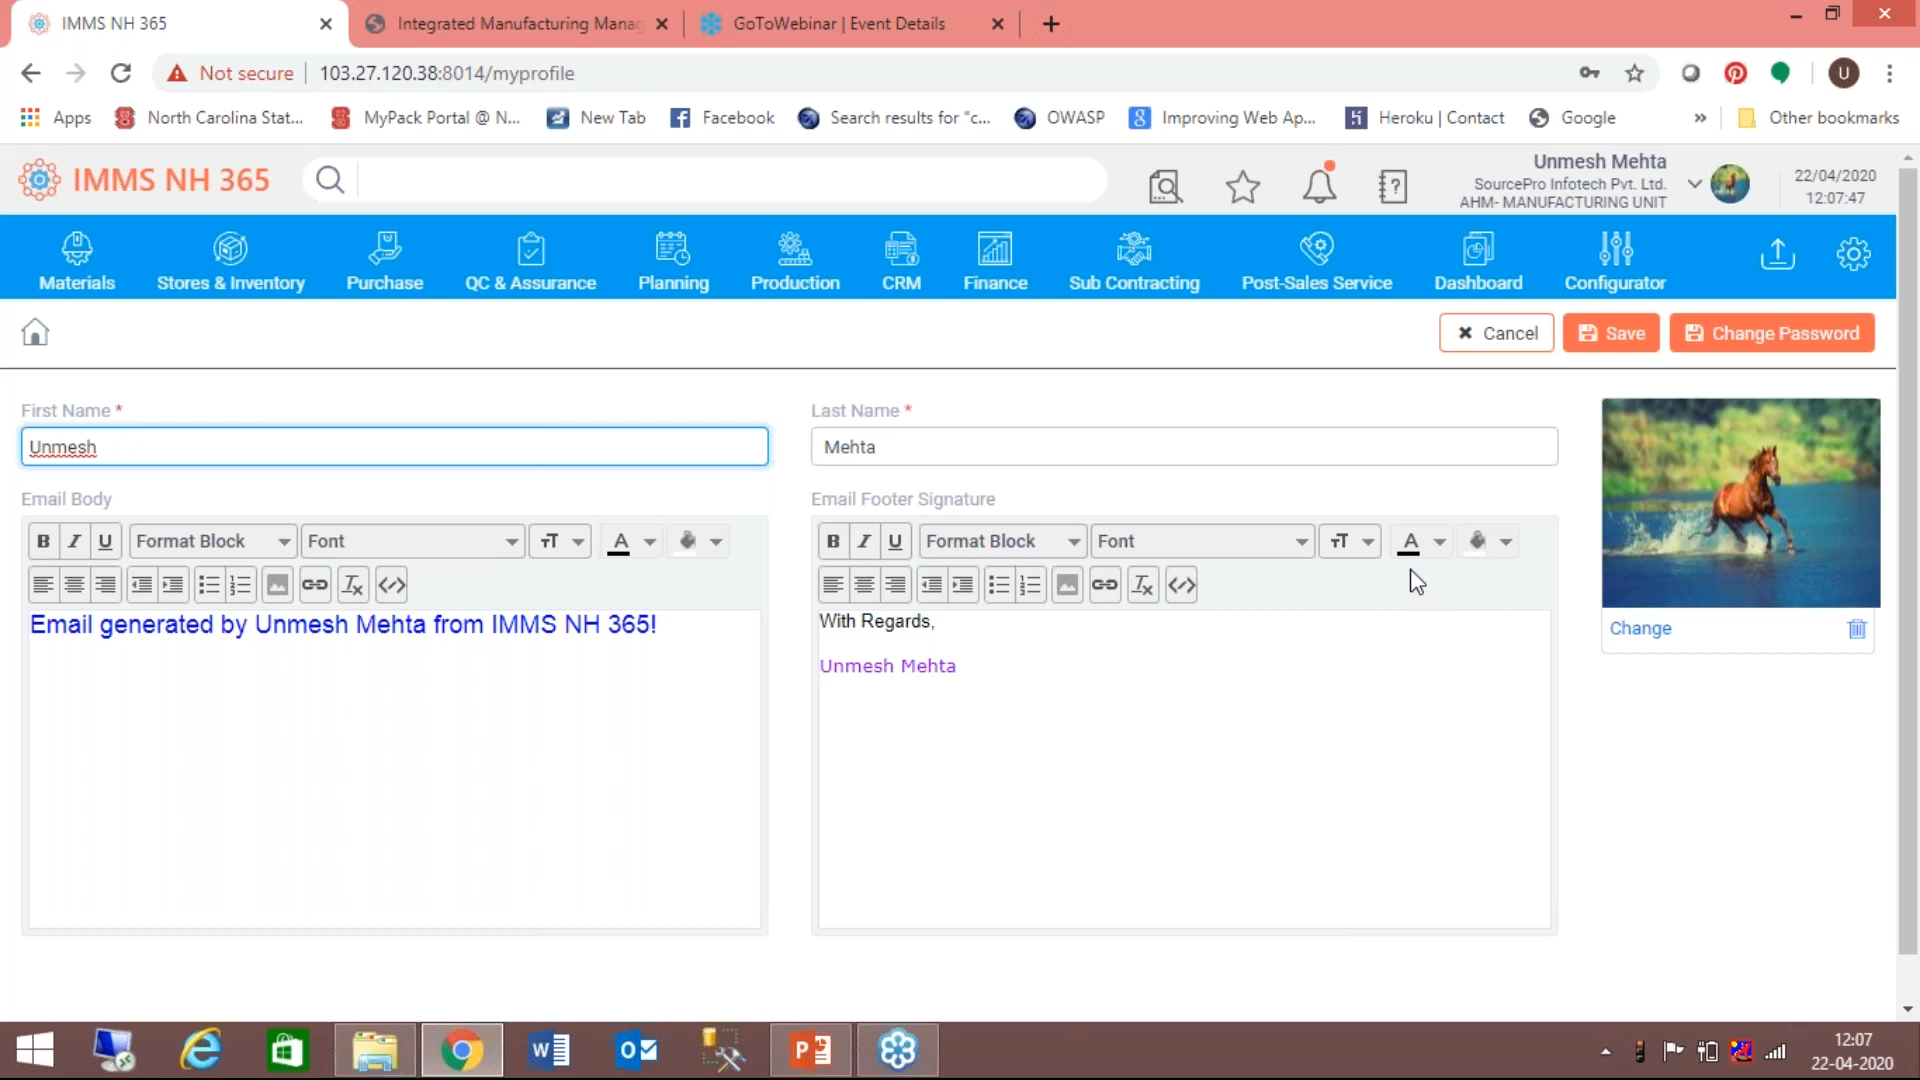 IMMS NH 365
Integrated Manufacturing Manag
GoToWebinar | Event Details
Not secure
103.27.120.38:8014/myprofile
U
Apps
North Carolina Stat...
MyPack Portal @ N...
New Tab
Facebook
Search results for "c...
OWASP
Improving Web Ap...
Heroku | Contact
Google
»
Other bookmarks
IMMS NH 365
Unmesh Mehta
SourcePro Infotech Pvt. Ltd.
AHM- MANUFACTURING UNIT
22/04/2020
12:07:47
Materials
Stores & Inventory
Purchase
QC & Assurance
Planning
Production
CRM
Finance
Sub Contracting
Post-Sales Service
Dashboard
Configurator
Cancel
Save
Change Password
First Name *
Last Name *
Unmesh
Mehta
Email Body
Email Footer Signature
B I U Format Block Font TT A
B I U Format Block Font TT A
Email generated by Unmesh Mehta from IMMS NH 365!
With Regards,
Unmesh Mehta
Change
12:07
22-04-2020